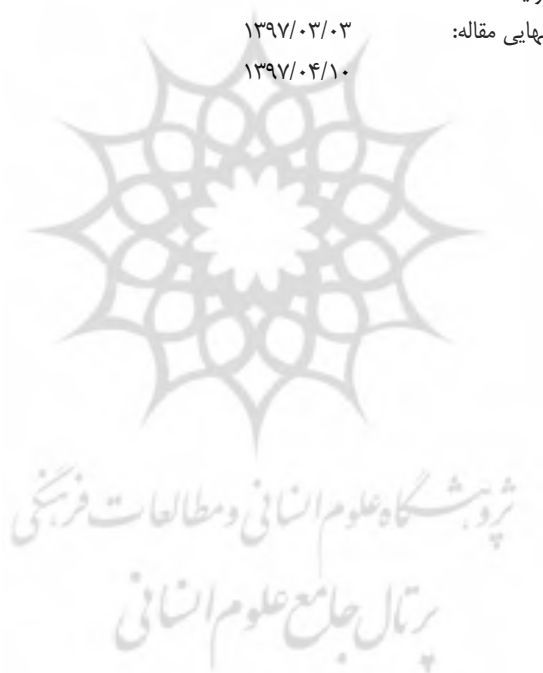 هایی مقاله: ۱۳۹۷/۰۳/۰۳
۱۳۹۷/۰۴/۱۰
پژوهشگاه علوم انسانی و مطالعات فرهنگی
پرتال جامع علوم انسانی